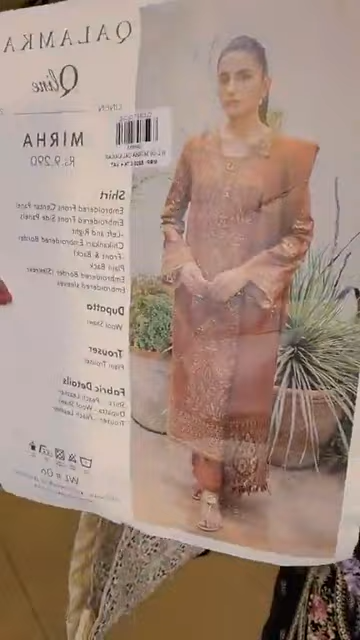 QALAMKA
Qline
LINEN
MIRHA
Rs. 9,290
Shirt
Embroidered Front Center Panel
Embroidered Front Side Panels
-Left and Right
Chikankari Embroidered Border
-Front & Back
Plain Back
Embroidered Border (Sleeves)
Embroidered sleeves
Dupatta
Wool Shawl
Trouser
Plain Trouser
Fabric Details
Shirt: Peach Leather
Dupatta: Wool Shawl
Trouser: Peach Leather